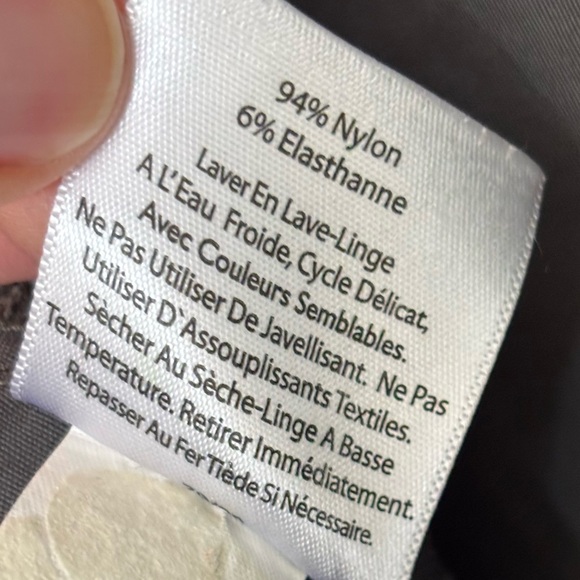 94% Nylon
6% Elasthanne
Laver En Lave-Linge
A L'Eau Froide, Cycle Délicat,
Avec Couleurs Semblables.
Ne Pas Utiliser De Javellisant. Ne Pas
Utiliser D`Assouplissants Textiles.
Sècher Au Sèche-Linge A Basse
Temperature. Retirer Immédiatement.
Repasser Au Fer Tiède Si Nécessaire.